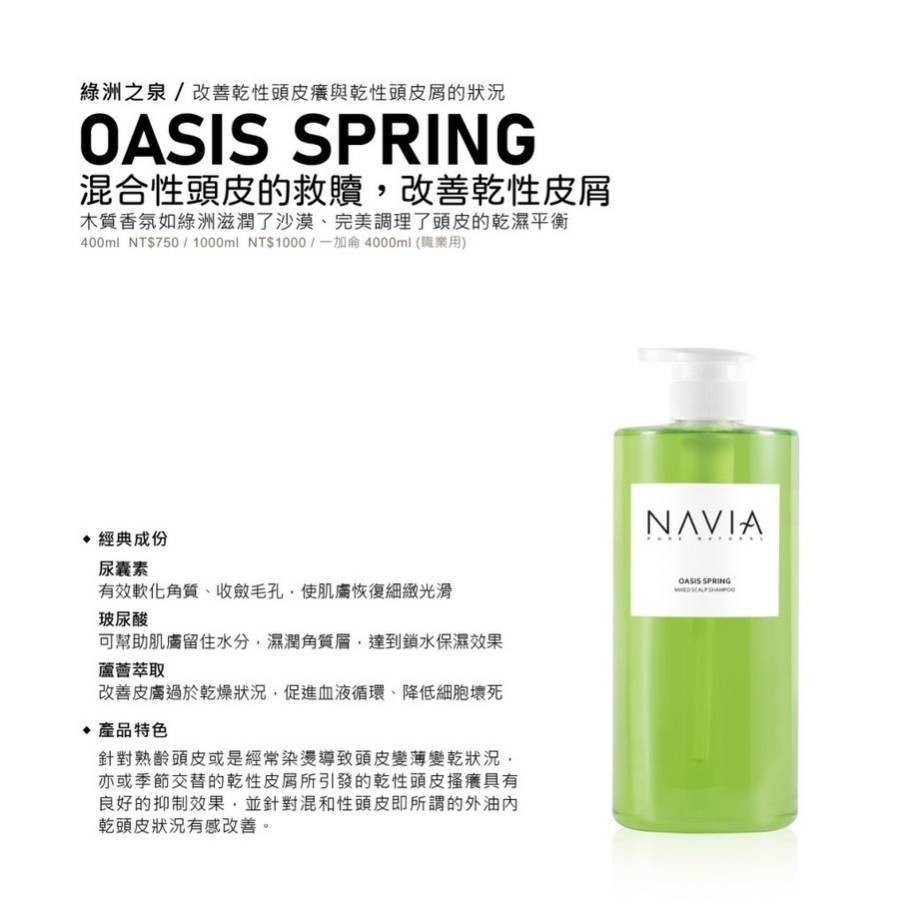 綠洲之泉 / 改善乾性頭皮癢與乾性頭皮屑的狀況
OASIS SPRING
混合性頭皮的救贖，改善乾性皮屑
木質香氛如綠洲滋潤了沙漠、完美調理了頭皮的乾濕平衡
400ml NT$750 / 1000ml NT$1000 / 一加侖 4000ml (職業用)
NAVIA
PURE NATURAL
OASIS SPRING
MIXED SCALP SHAMPOO
◆ 經典成份
尿囊素
有效軟化角質、收斂毛孔，使肌膚恢復細緻光滑
玻尿酸
可幫助肌膚留住水分，濕潤角質層，達到鎖水保濕效果
蘆薈萃取
改善皮膚過於乾燥狀況，促進血液循環、降低細胞壞死
◆ 產品特色
針對熟齡頭皮或是經常染燙導致頭皮變薄變乾狀況，
亦或季節交替的乾性皮屑所引發的乾性頭皮搔癢具有
良好的抑制效果，並針對混和性頭皮即所謂的外油內
乾頭皮狀況有感改善。